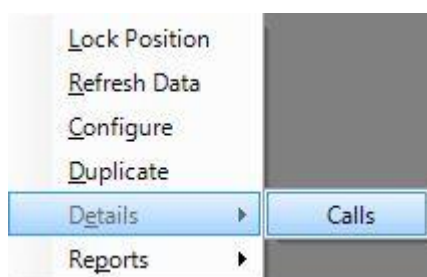 Lock Position
Refresh Data
Configure
Duplicate
Details
Calls
Reports